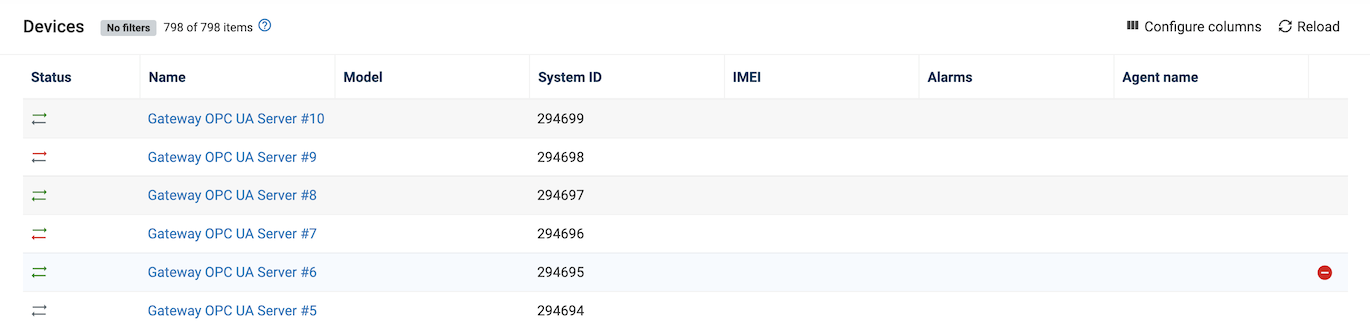 Devices No filters 798 of 798 items Configure columns Reload
Status Name Model System ID IMEI Alarms Agent name
Gateway OPC UA Server #10 294699
Gateway OPC UA Server #9 294698
Gateway OPC UA Server #8 294697
Gateway OPC UA Server #7 294696
Gateway OPC UA Server #6 294695
Gateway OPC UA Server #5 294694